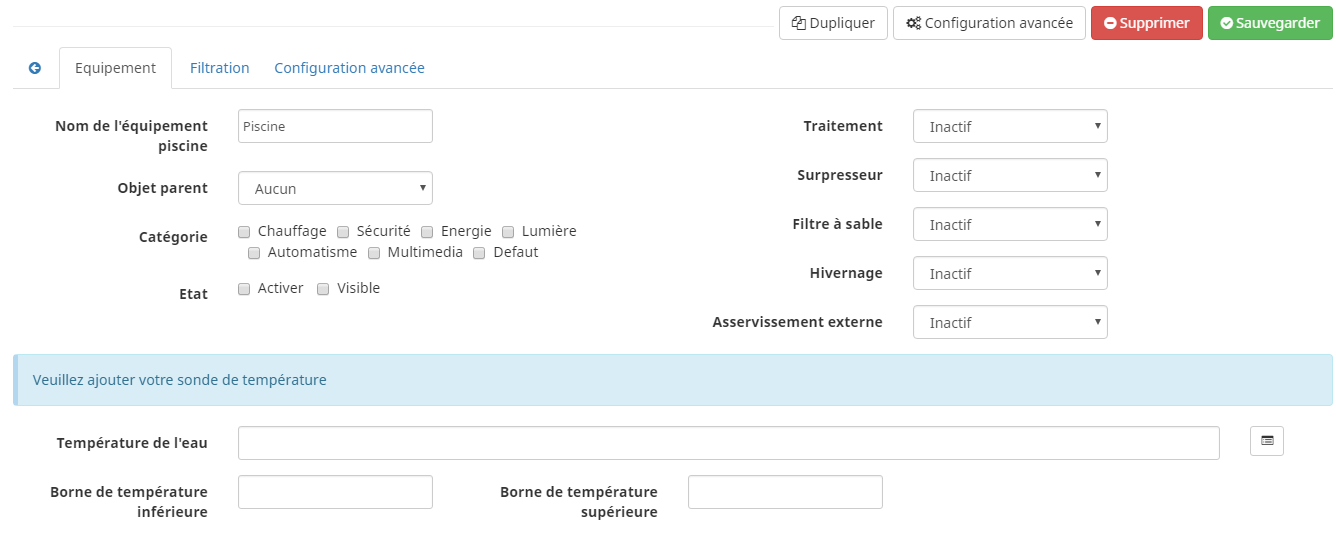 Dupliquer Configuration avancée Supprimer Sauvegarder
Equipement Filtration Configuration avancée
Nom de l'équipement
piscine
Piscine
Objet parent Aucun
Catégorie Chauffage Sécurité Energie Lumière
Automatisme Multimedia Defaut
Etat Activer Visible
Traitement Inactif
Surpresseur Inactif
Filtre à sable Inactif
Hivernage Inactif
Asservissement externe Inactif
Veuillez ajouter votre sonde de température
Température de l'eau
Borne de température
inférieure
Borne de température
supérieure